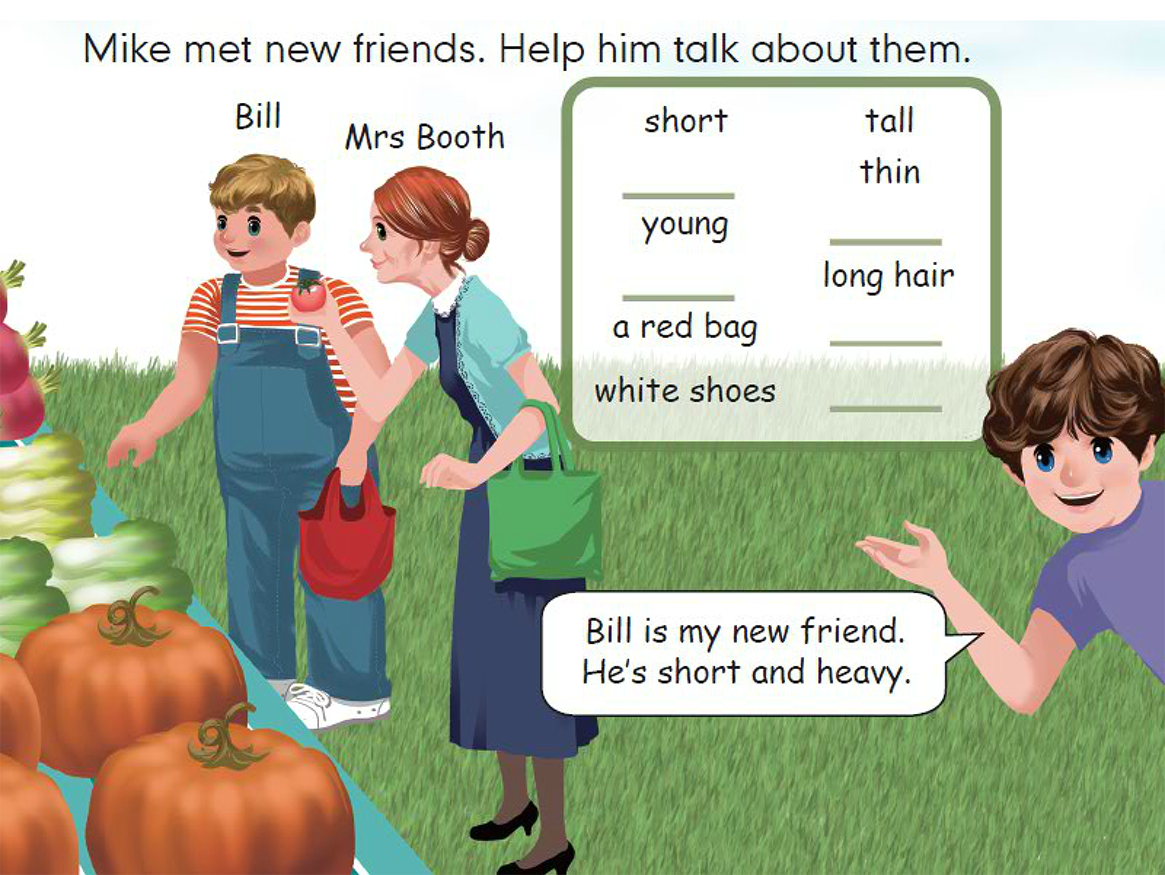 Mike met new friends. Help him talk about them.
Bill
Mrs Booth
short tall
thin
young
long hair
a red bag
white shoes
Bill is my new friend.
He's short and heavy.